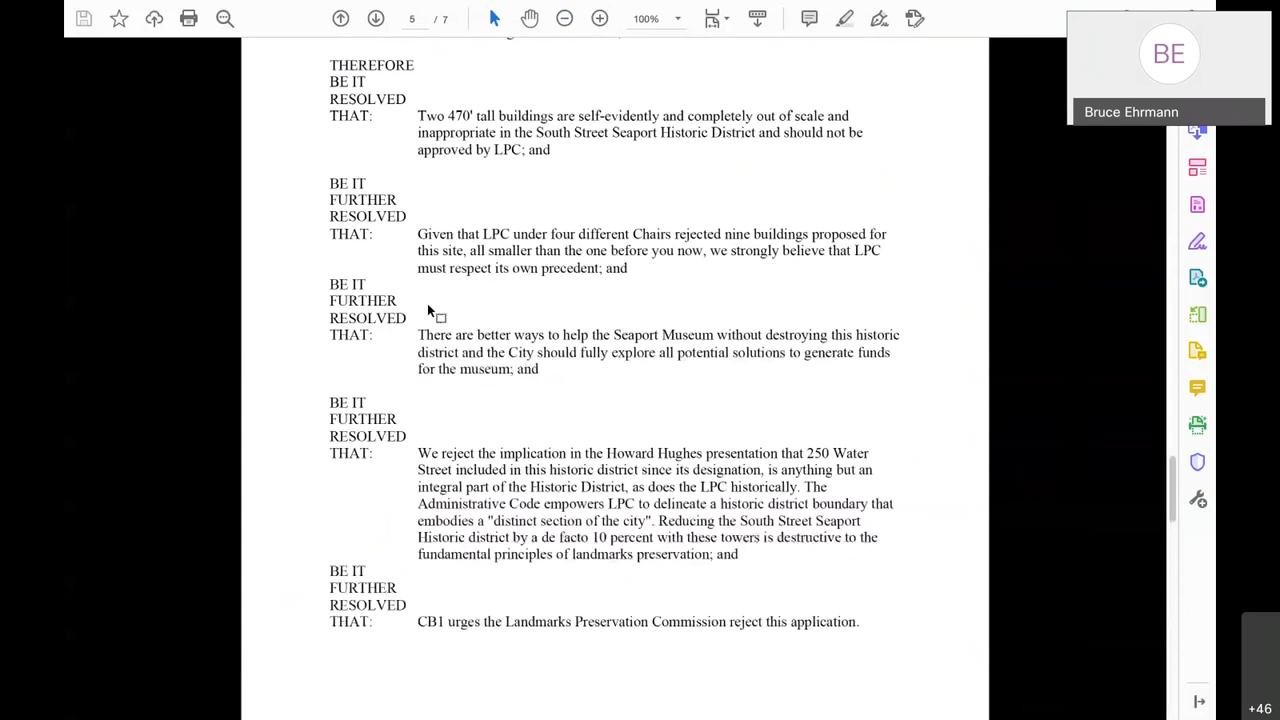 5 / 7
100%
BE
Bruce Ehrmann
THEREFORE
BE IT
RESOLVED
THAT: Two 470' tall buildings are self-evidently and completely out of scale and
inappropriate in the South Street Seaport Historic District and should not be
approved by LPC; and
BE IT
FURTHER
RESOLVED
THAT: Given that LPC under four different Chairs rejected nine buildings proposed for
this site, all smaller than the one before you now, we strongly believe that LPC
must respect its own precedent; and
BE IT
FURTHER
RESOLVED
THAT: There are better ways to help the Seaport Museum without destroying this historic
district and the City should fully explore all potential solutions to generate funds
for the museum; and
BE IT
FURTHER
RESOLVED
THAT: We reject the implication in the Howard Hughes presentation that 250 Water
Street included in this historic district since its designation, is anything but an
integral part of the Historic District, as does the LPC historically. The
Administrative Code empowers LPC to delineate a historic district boundary that
embodies a "distinct section of the city". Reducing the South Street Seaport
Historic district by a de facto 10 percent with these towers is destructive to the
fundamental principles of landmarks preservation; and
BE IT
FURTHER
RESOLVED
THAT: CB1 urges the Landmarks Preservation Commission reject this application.
+46